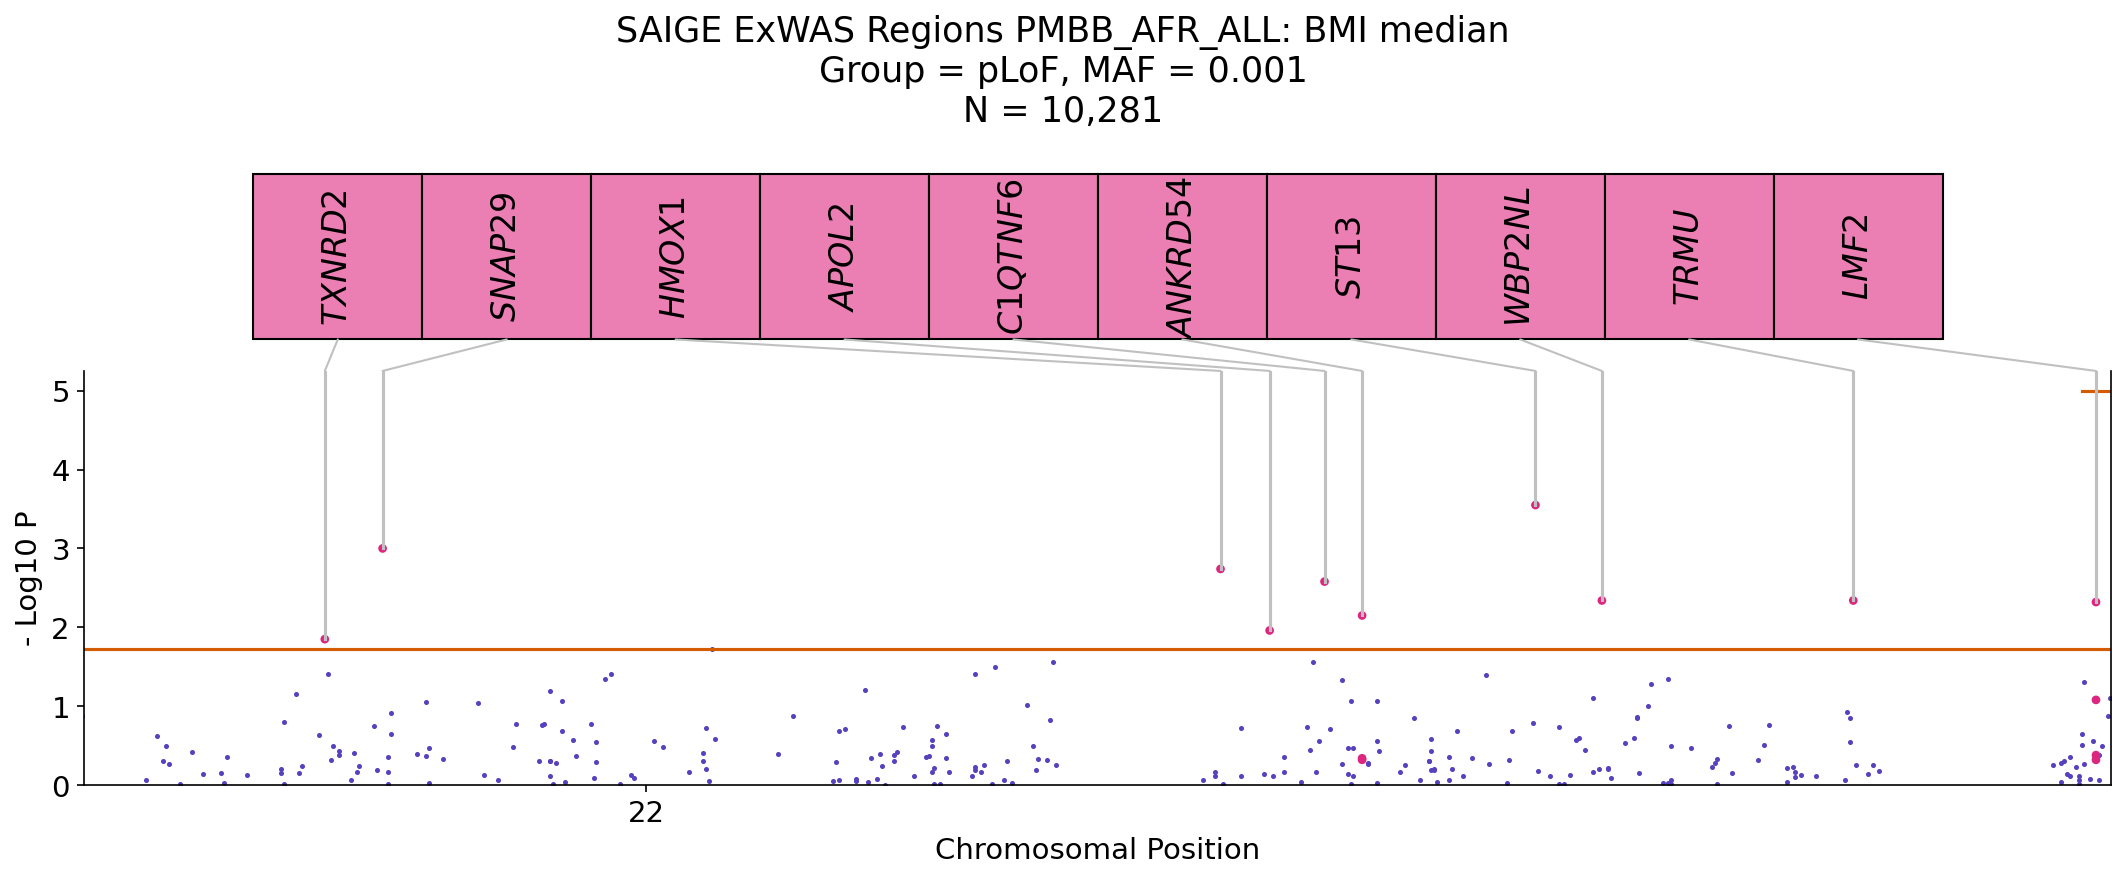 SAIGE ExWAS Regions PMBB_AFR_ALL: BMI median
Group = pLoF, MAF = 0.001
N = 10,281
TXNRD2
SNAP29
HMOX1
APOL2
C1QTNF6
ANKRD54
ST13
WBP2NL
TRMU
LMF2
5
4
3
2
1
0
- Log10 P
22
Chromosomal Position